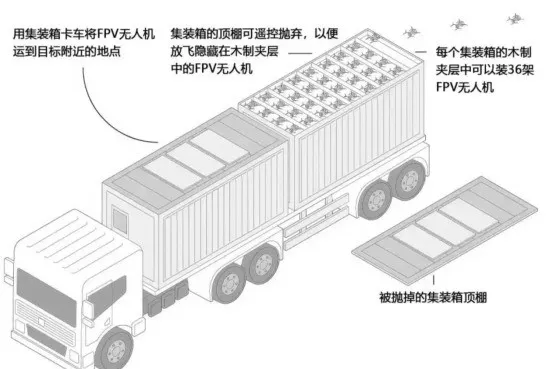 用集装箱卡车将FPV无人机
运到目标附近的地点
集装箱的顶棚可遥控抛弃，以便
放飞隐藏在木制夹层
中的FPV无人机
每个集装箱的木制
夹层中可以装36架
FPV无人机
被抛掉的集装箱顶棚